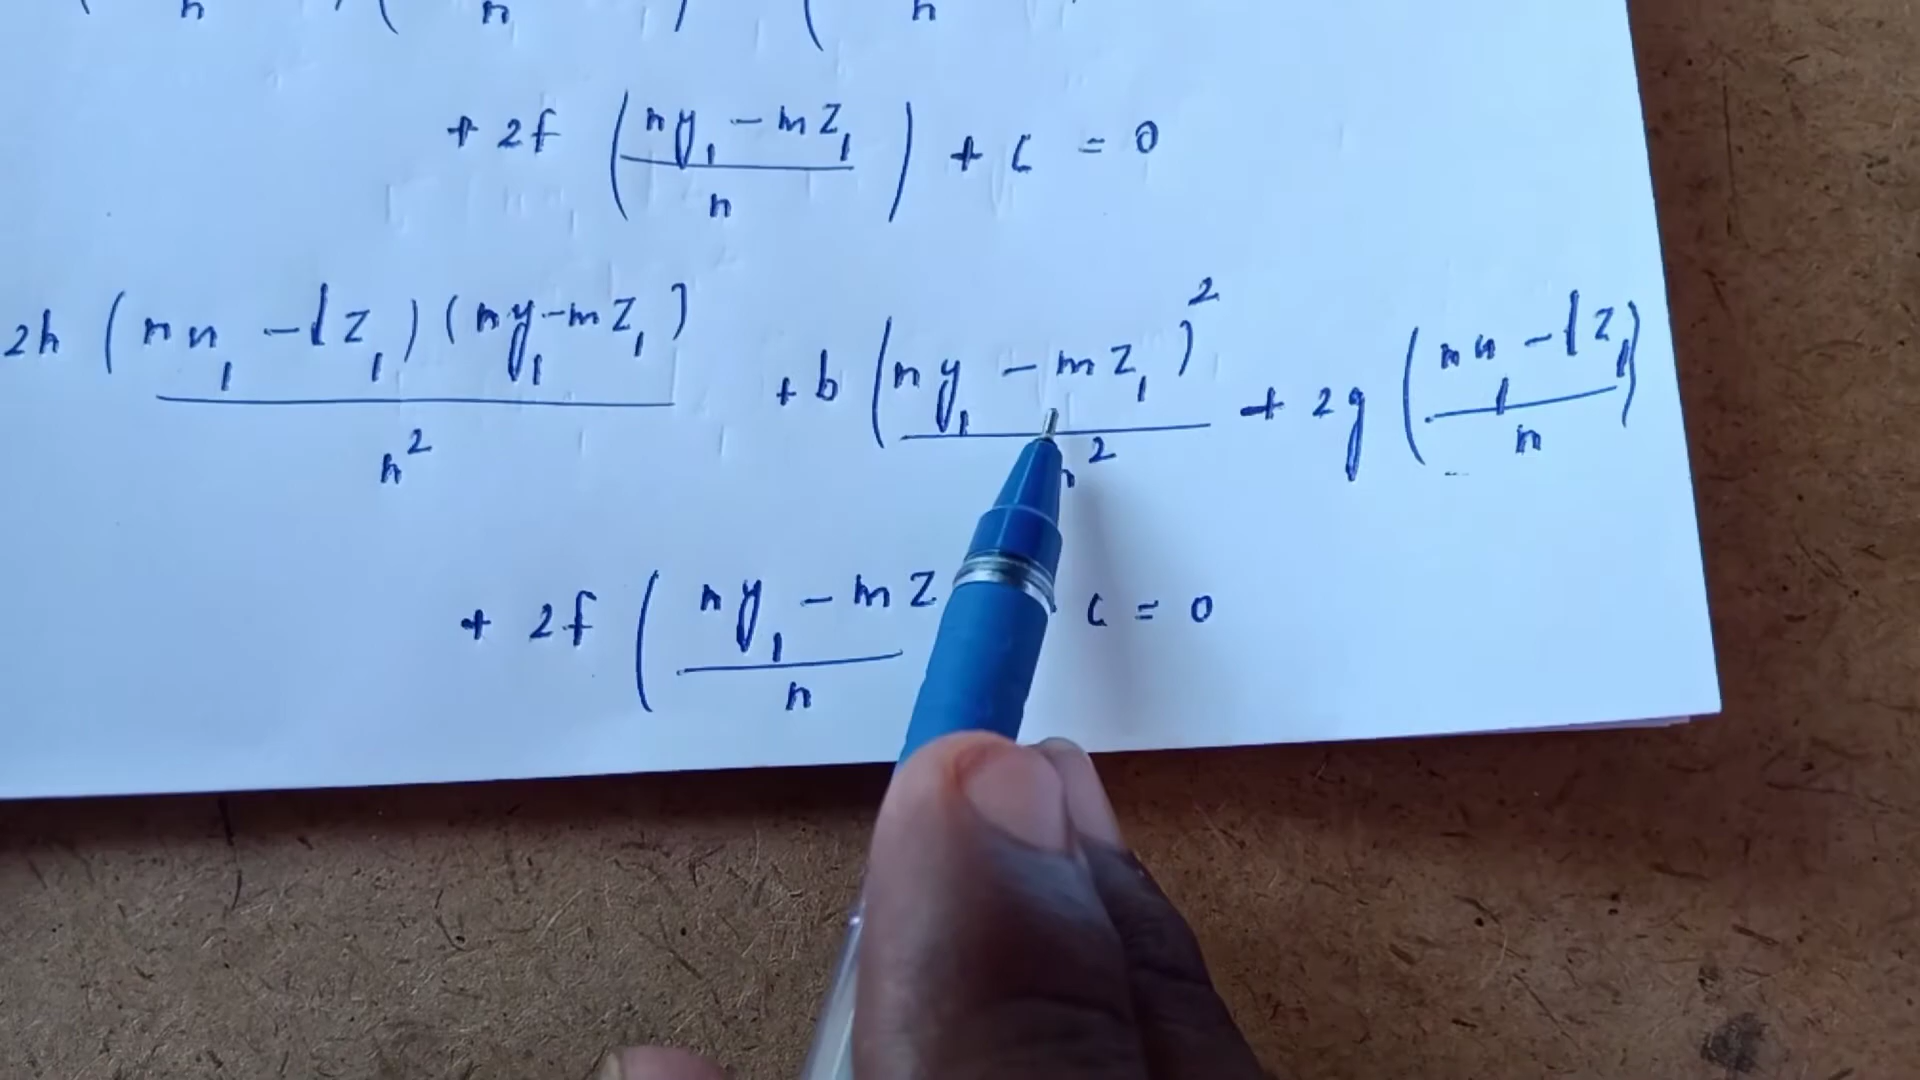 n ( n ) ( n
+ 2f ( (ny₁ - mz₁) / n ) + c = 0
2h (nx₁ - lz₁)(ny₁ - mz₁) / n² + b (ny₁ - mz₁)² / n² + 2g ( (nx₁ - lz₁) / n )
+ 2f ( (ny₁ - mz / n c = 0